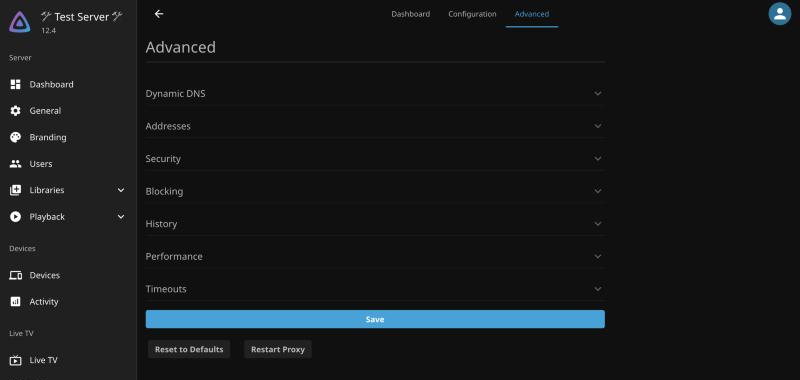 Test Server
12.4
Server
Dashboard
General
Branding
Users
Libraries
Playback
Devices
Devices
Activity
Live TV
Live TV
Dashboard
Configuration
Advanced
Advanced
Dynamic DNS
Addresses
Security
Blocking
History
Performance
Timeouts
Save
Reset to Defaults
Restart Proxy